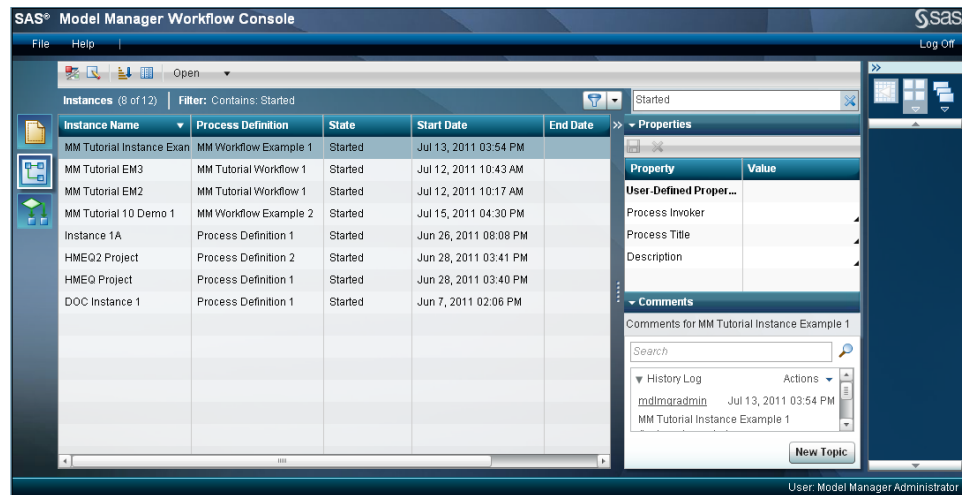 SAS® Model Manager Workflow Console
sas
File Help Log Off
Open
Instances (8 of 12) Filter: Contains: Started
Started
Instance Name Process Definition State Start Date End Date
MM Tutorial Instance Exan MM Workflow Example 1 Started Jul 13, 2011 03:54 PM
MM Tutorial EM3 MM Tutorial Workflow 1 Started Jul 12, 2011 10:43 AM
MM Tutorial EM2 MM Tutorial Workflow 1 Started Jul 12, 2011 10:17 AM
MM Tutorial 10 Demo 1 MM Workflow Example 2 Started Jul 15, 2011 04:30 PM
Instance 1A Process Definition 1 Started Jun 26, 2011 08:08 PM
HMEQ2 Project Process Definition 2 Started Jun 28, 2011 03:41 PM
HMEQ Project Process Definition 1 Started Jun 28, 2011 03:40 PM
DOC Instance 1 Process Definition 1 Started Jun 7, 2011 02:06 PM
Properties
Property Value
User-Defined Proper...
Process Invoker
Process Title
Description
Comments
Comments for MM Tutorial Instance Example 1
Search
History Log Actions
mdlmgradmin Jul 13, 2011 03:54 PM
MM Tutorial Instance Example 1
New Topic
User: Model Manager Administrator